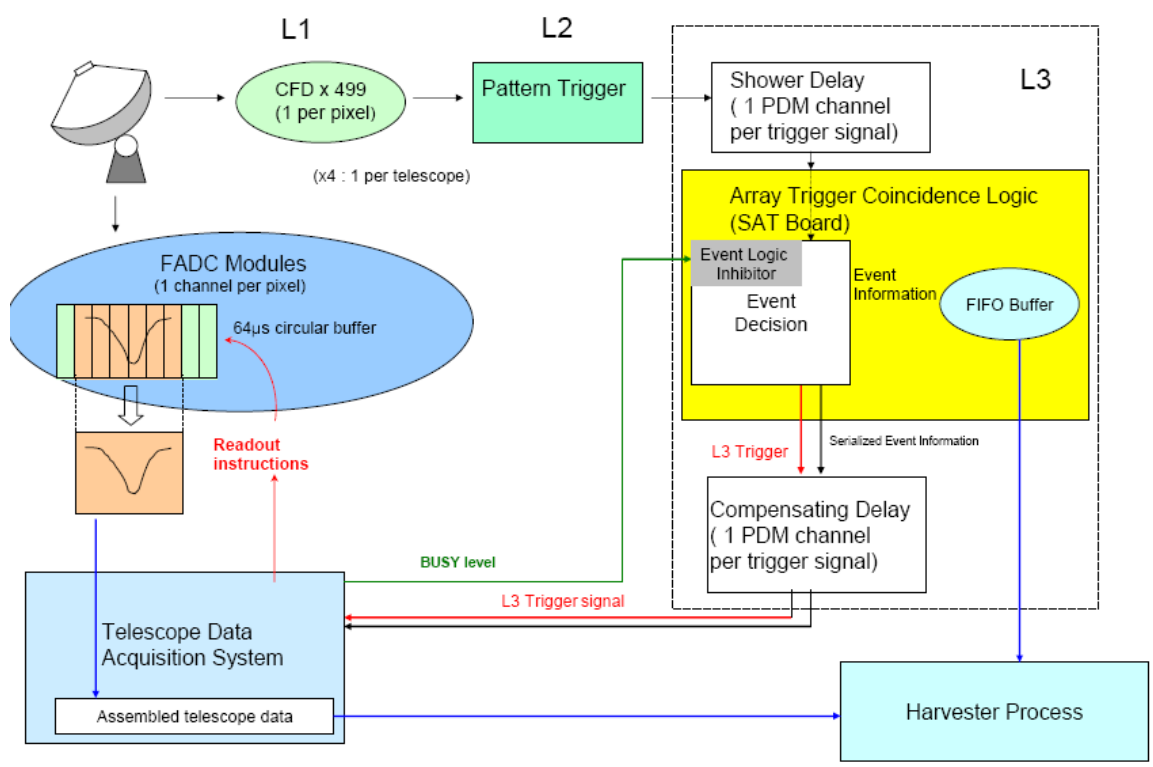 L1
L2
L3
CFD x 499
(1 per pixel)
Pattern Trigger
Shower Delay
( 1 PDM channel
per trigger signal)
(x4 : 1 per telescope)
Array Trigger Coincidence Logic
(SAT Board)
Event Logic
Inhibitor
Event
Decision
Event
Information
FIFO Buffer
FADC Modules
(1 channel per pixel)
64µs circular buffer
Readout
instructions
L3 Trigger
Serialized Event Information
Compensating Delay
( 1 PDM channel
per trigger signal)
BUSY level
L3 Trigger signal
Telescope Data
Acquisition System
Assembled telescope data
Harvester Process